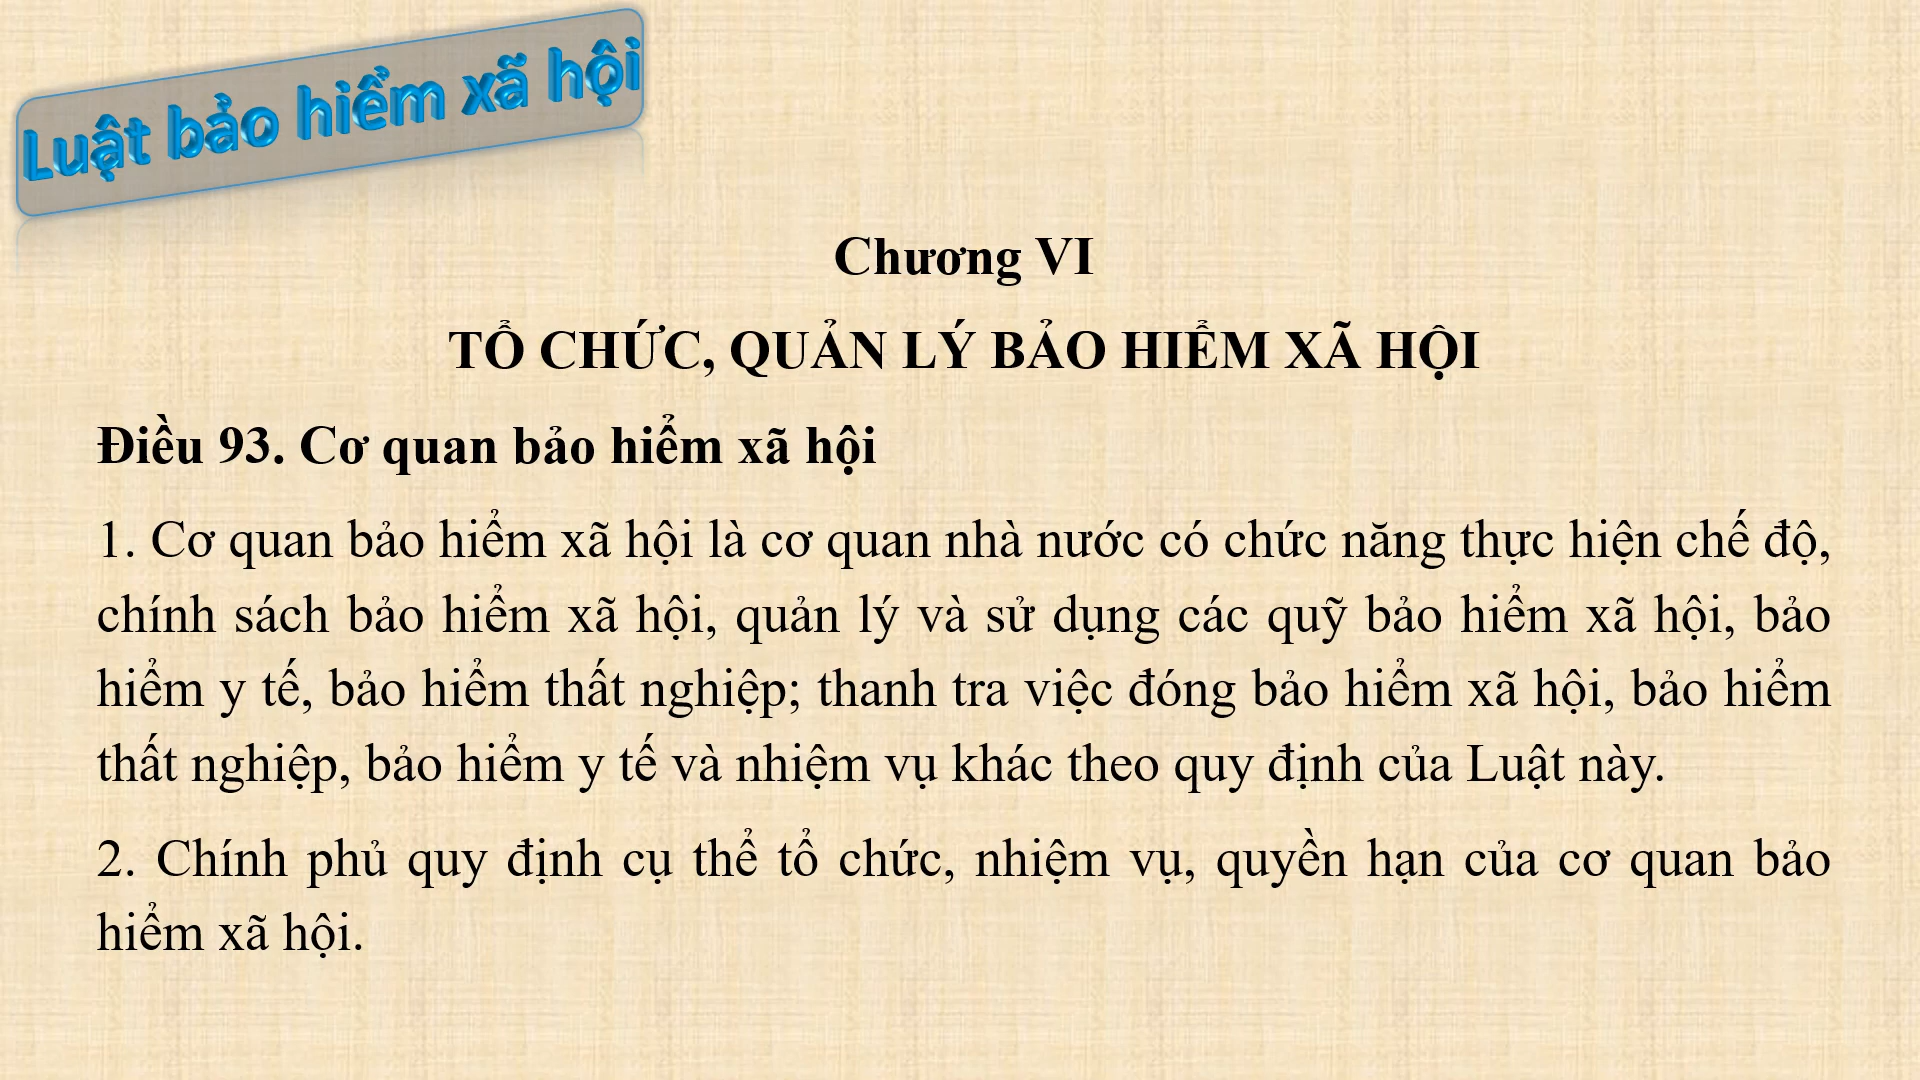 Luật bảo hiểm xã hội
Chương VI
TỔ CHỨC, QUẢN LÝ BẢO HIỂM XÃ HỘI
Điều 93. Cơ quan bảo hiểm xã hội
1. Cơ quan bảo hiểm xã hội là cơ quan nhà nước có chức năng thực hiện chế độ,
chính sách bảo hiểm xã hội, quản lý và sử dụng các quỹ bảo hiểm xã hội, bảo
hiểm y tế, bảo hiểm thất nghiệp; thanh tra việc đóng bảo hiểm xã hội, bảo hiểm
thất nghiệp, bảo hiểm y tế và nhiệm vụ khác theo quy định của Luật này.
2. Chính phủ quy định cụ thể tổ chức, nhiệm vụ, quyền hạn của cơ quan bảo
hiểm xã hội.